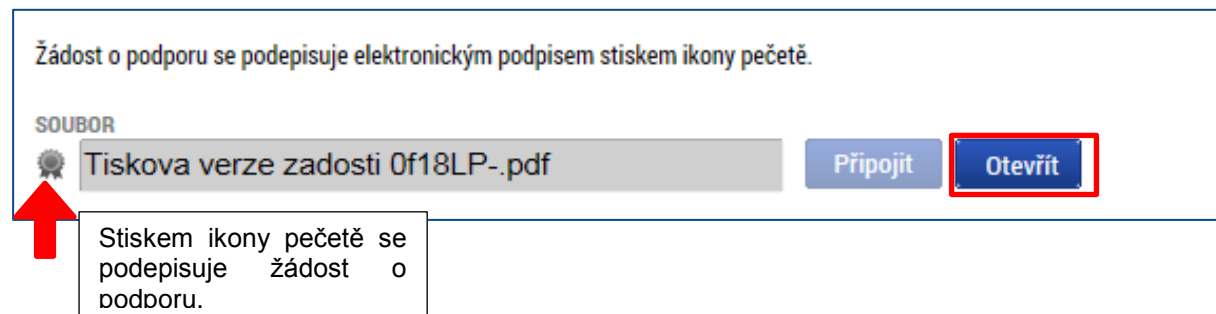 Žádost o podporu se podepisuje elektronickým podpisem stiskem ikony pečetě.
SOUBOR
Tiskova verze zadosti 0f18LP-.pdf
Připojit
Otevřít
Stiskem ikony pečetě se
podepisuje žádost o
podporu.